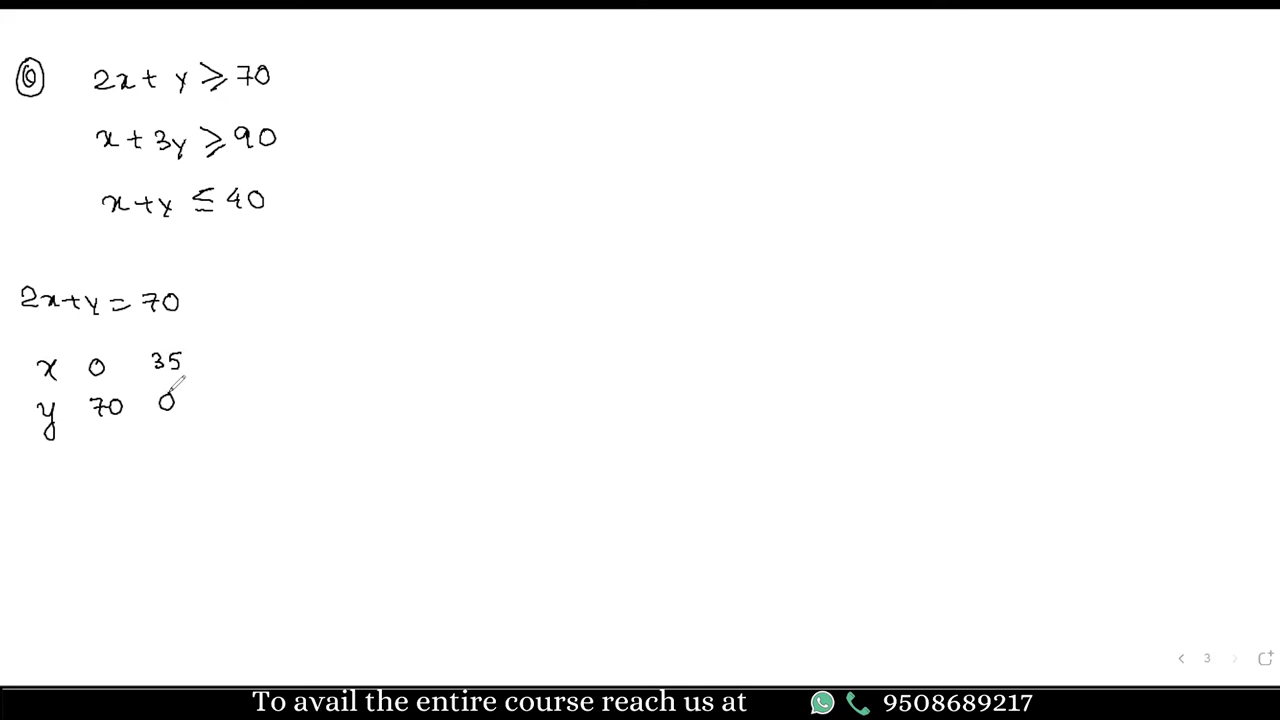 2x + y ≥ 70
x + 3y ≥ 90
x + y ≤ 40
2x + y = 70
x 0 35
y 70 0
3
To avail the entire course reach us at 9508689217